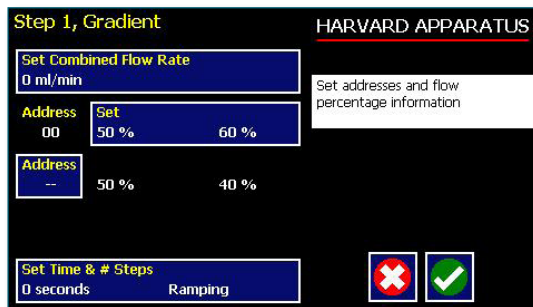 Step 1, Gradient
HARVARD APPARATUS
Set Combined Flow Rate
0 ml/min
Set addresses and flow
percentage information
Address
00
Set
50 % 60 %
Address
--
50 % 40 %
Set Time & # Steps
0 seconds Ramping